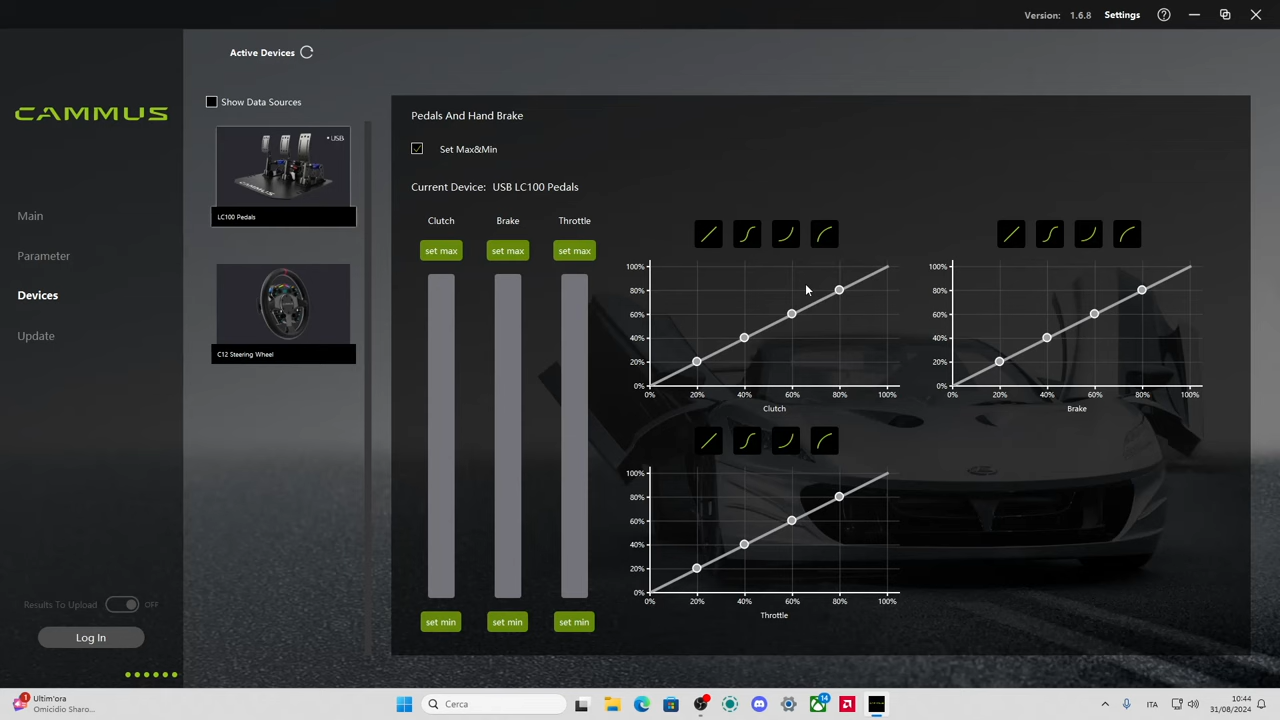 Version: 1.6.8 Settings
Active Devices
Show Data Sources
CAMMUS
• USB
LC100 Pedals
C12 Steering Wheel
Main
Parameter
Devices
Update
Results To Upload OFF
Log In
Pedals And Hand Brake
Set Max&Min
Current Device: USB LC100 Pedals
Clutch Brake Throttle
set max set max set max
set min set min set min
100%
80%
60%
40%
20%
0%
0% 20% 40% 60% 80% 100%
Clutch
100%
80%
60%
40%
20%
0%
0% 20% 40% 60% 80% 100%
Brake
100%
80%
60%
40%
20%
0%
0% 20% 40% 60% 80% 100%
Throttle
1
Ultim'ora
Omicidio Sharo...
Cerca
14
ITA
10:44
31/08/2024